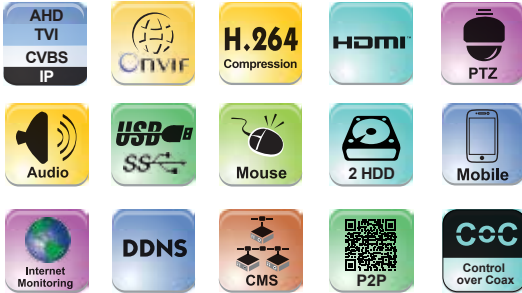 AHD
TVI
CVBS
IP
Onvif
H.264
Compression
HDMI™
PTZ
Audio
USB
SS
Mouse
2 HDD
Mobile
Internet
Monitoring
DDNS
CMS
P2P
CoC
Control
over Coax